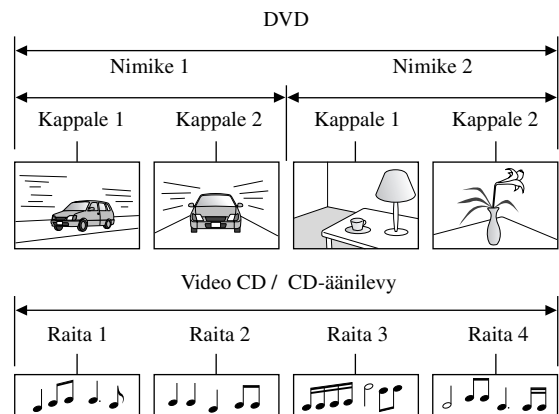 DVD
Nimike 1 Nimike 2
Kappale 1 Kappale 2 Kappale 1 Kappale 2
Video CD / CD-äänilevy
Raita 1 Raita 2 Raita 3 Raita 4